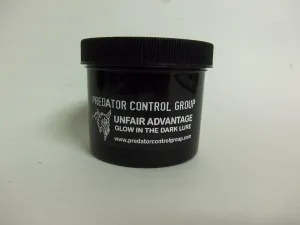 PREDATOR CONTROL GROUP
UNFAIR ADVANTAGE
GLOW IN THE DARK LURE
www.predatorcontrolgroup.com